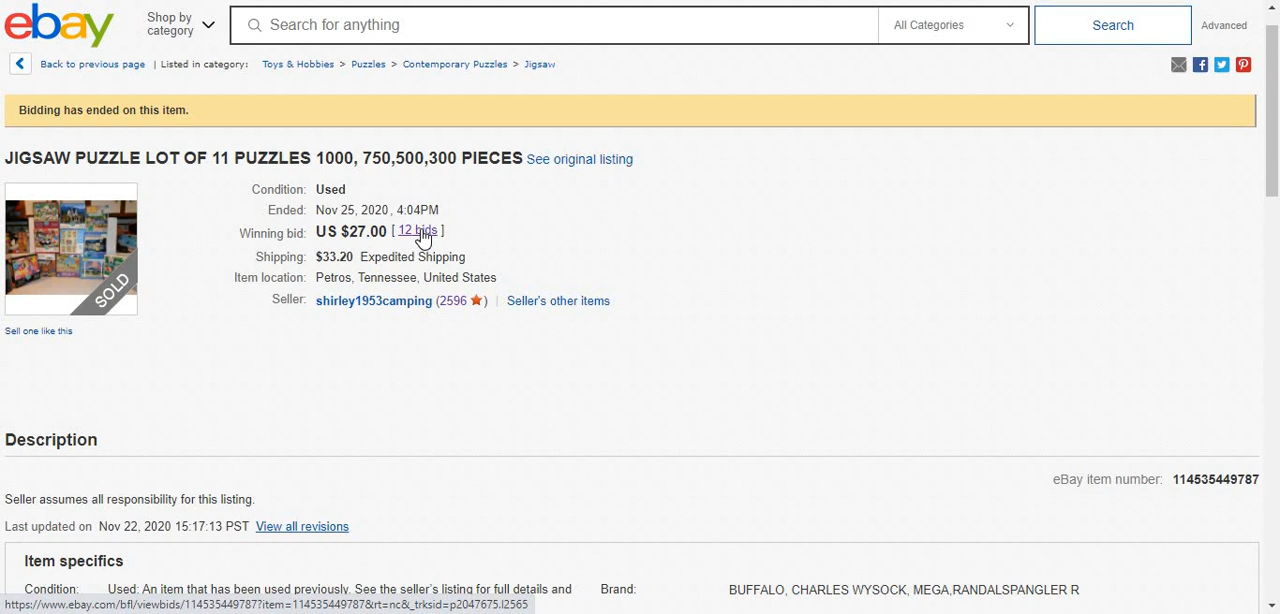 ebay
Shop by
category
Search for anything
All Categories
Search
Advanced
Back to previous page | Listed in category: Toys & Hobbies > Puzzles > Contemporary Puzzles > Jigsaw
Bidding has ended on this item.
JIGSAW PUZZLE LOT OF 11 PUZZLES 1000, 750,500,300 PIECES See original listing
Condition: Used
Ended: Nov 25, 2020 , 4:04PM
Winning bid: US $27.00 [ 12 bids ]
Shipping: $33.20 Expedited Shipping
Item location: Petros, Tennessee, United States
Seller: shirley1953camping (2596 ) | Seller's other items
SOLD
Sell one like this
Description
eBay item number: 114535449787
Seller assumes all responsibility for this listing.
Last updated on Nov 22, 2020 15:17:13 PST View all revisions
Item specifics
Condition: Used: An item that has been used previously. See the seller's listing for full details and
Brand: BUFFALO, CHARLES WYSOCK, MEGA,RANDALSPANGLER R
https://www.ebay.com/bfl/viewbids/114535449787?item=114535449787&rt=nc&_trksid=p2047675.l2565